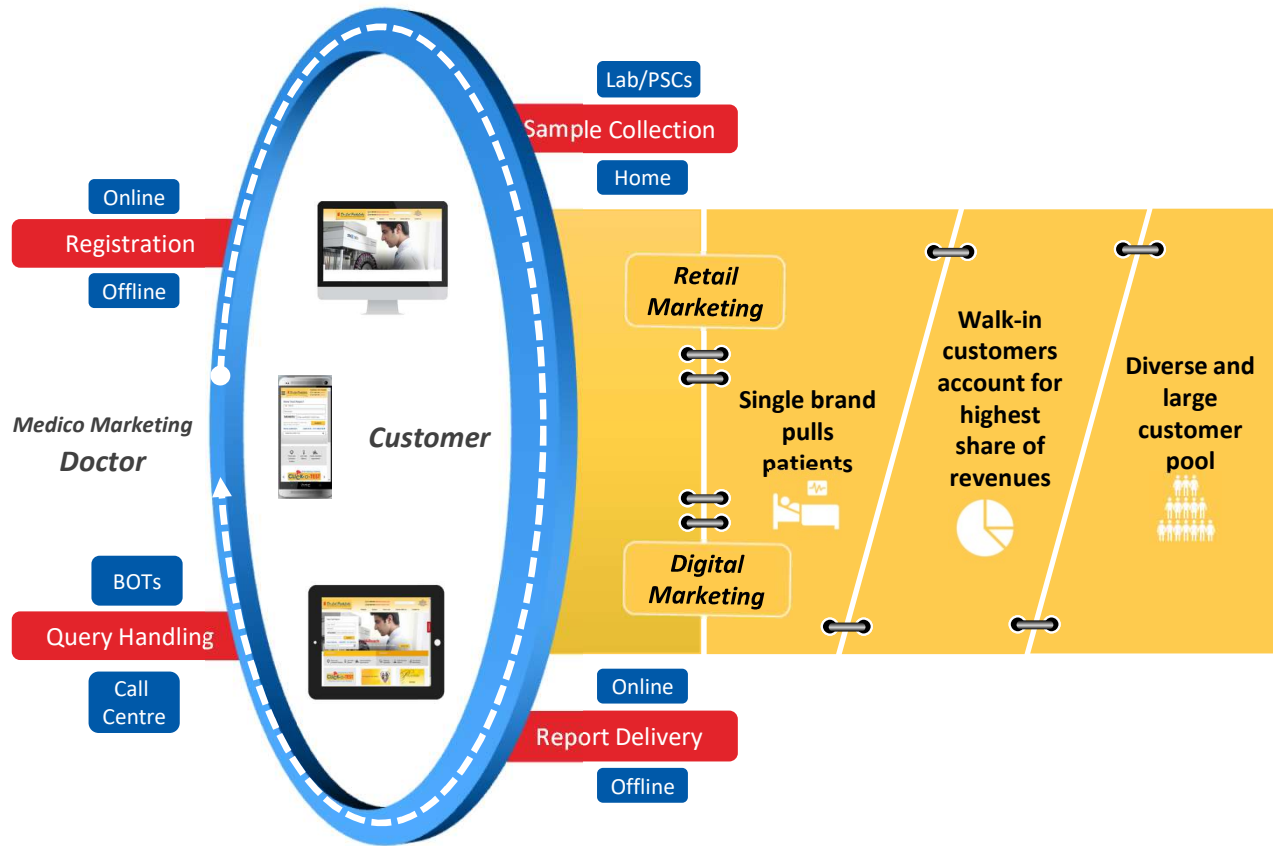 Lab/PSCs
Sample Collection
Home
Online
Registration
Offline
Medico Marketing
Doctor
Customer
BOTs
Query Handling
Call
Centre
Online
Report Delivery
Offline
Retail
Marketing
Digital
Marketing
Single brand
pulls
patients
Walk-in
customers
account for
highest
share of
revenues
Diverse and
large
customer
pool